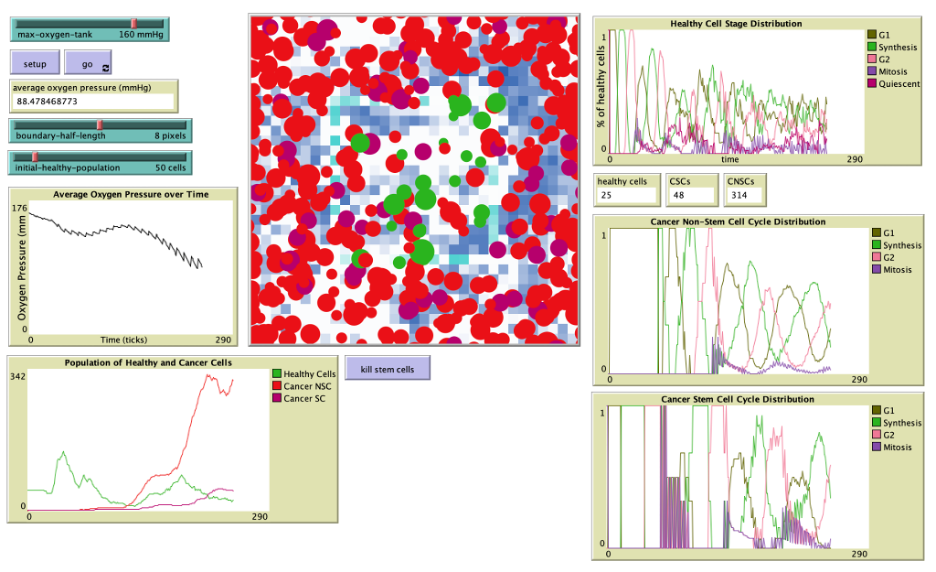 max-oxygen-tank 160 mmHg
setup
go
average oxygen pressure (mmHg)
88.478468773
boundary-half-length 8 pixels
initial-healthy-population 50 cells
Average Oxygen Pressure over Time
176
Oxygen Pressure (mm
0
0 Time (ticks) 290
Population of Healthy and Cancer Cells
342
0
0 290
Healthy Cells
Cancer NSC
Cancer SC
kill stem cells
Healthy Cell Stage Distribution
% of healthy cells
1
0
0 time 290
G1
Synthesis
G2
Mitosis
Quiescent
healthy cells
25
CSCs
48
CNSCs
314
Cancer Non-Stem Cell Cycle Distribution
1
0
0 290
G1
Synthesis
G2
Mitosis
Cancer Stem Cell Cycle Distribution
1
0
0 290
G1
Synthesis
G2
Mitosis